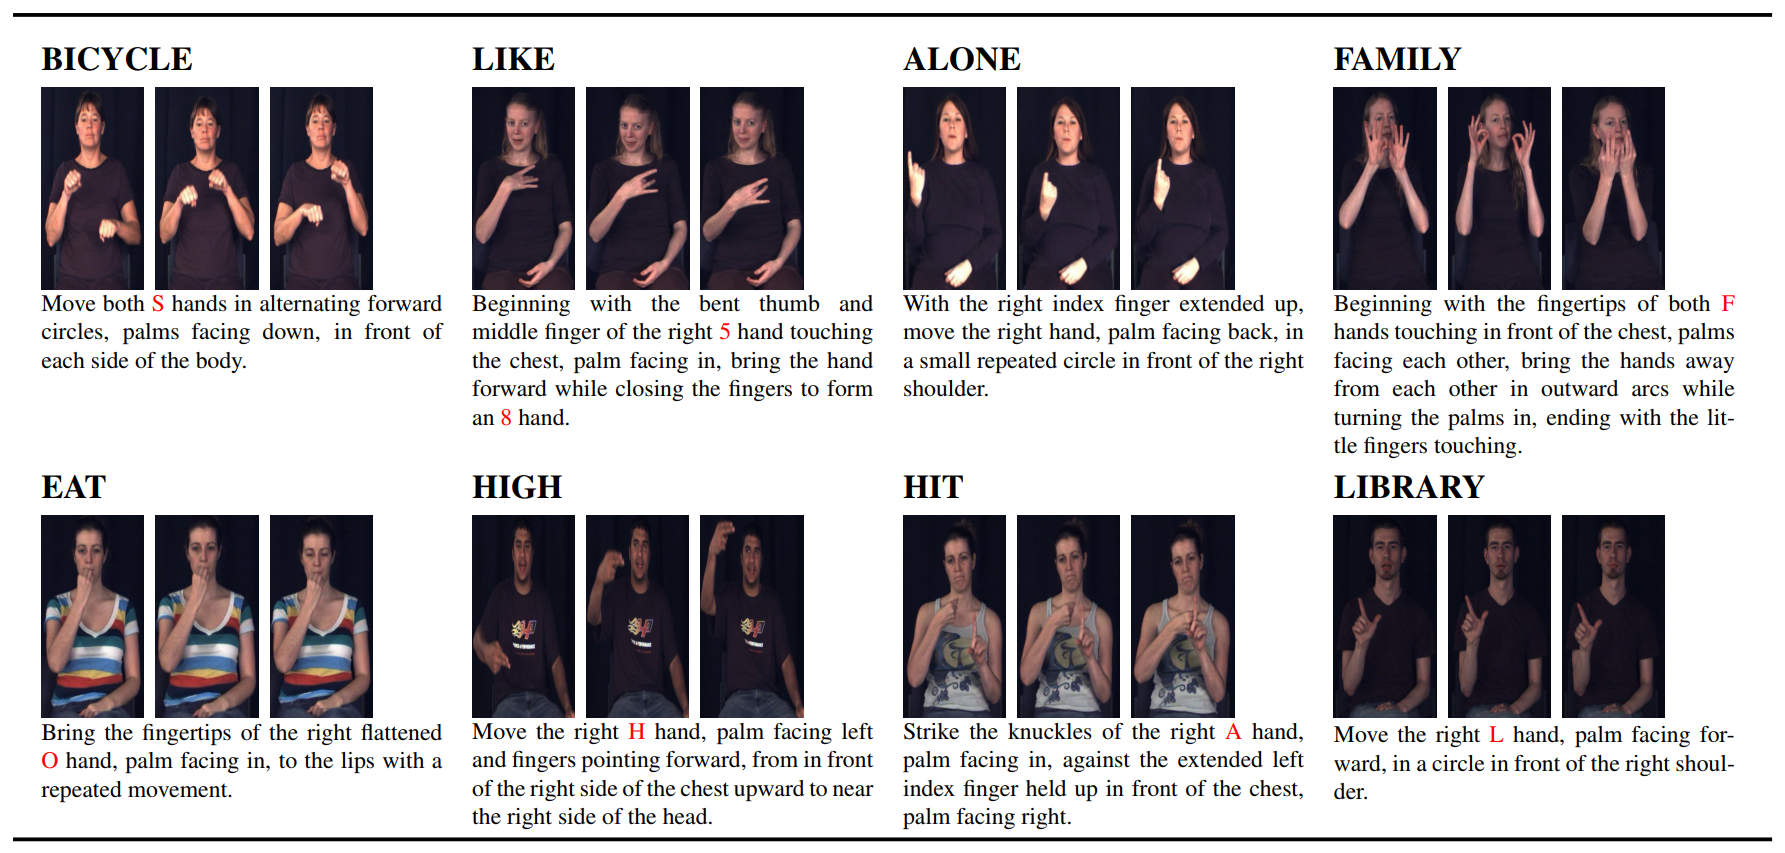 BICYCLE
Move both S hands in alternating forward
circles, palms facing down, in front of
each side of the body.
LIKE
Beginning with the bent thumb and
middle finger of the right 5 hand touching
the chest, palm facing in, bring the hand
forward while closing the fingers to form
an 8 hand.
ALONE
With the right index finger extended up,
move the right hand, palm facing back, in
a small repeated circle in front of the right
shoulder.
FAMILY
Beginning with the fingertips of both F
hands touching in front of the chest, palms
facing each other, bring the hands away
from each other in outward arcs while
turning the palms in, ending with the lit-
tle fingers touching.
EAT
Bring the fingertips of the right flattened
O hand, palm facing in, to the lips with a
repeated movement.
HIGH
Move the right H hand, palm facing left
and fingers pointing forward, from in front
of the right side of the chest upward to near
the right side of the head.
HIT
Strike the knuckles of the right A hand,
palm facing in, against the extended left
index finger held up in front of the chest,
palm facing right.
LIBRARY
Move the right L hand, palm facing for-
ward, in a circle in front of the right shoul-
der.